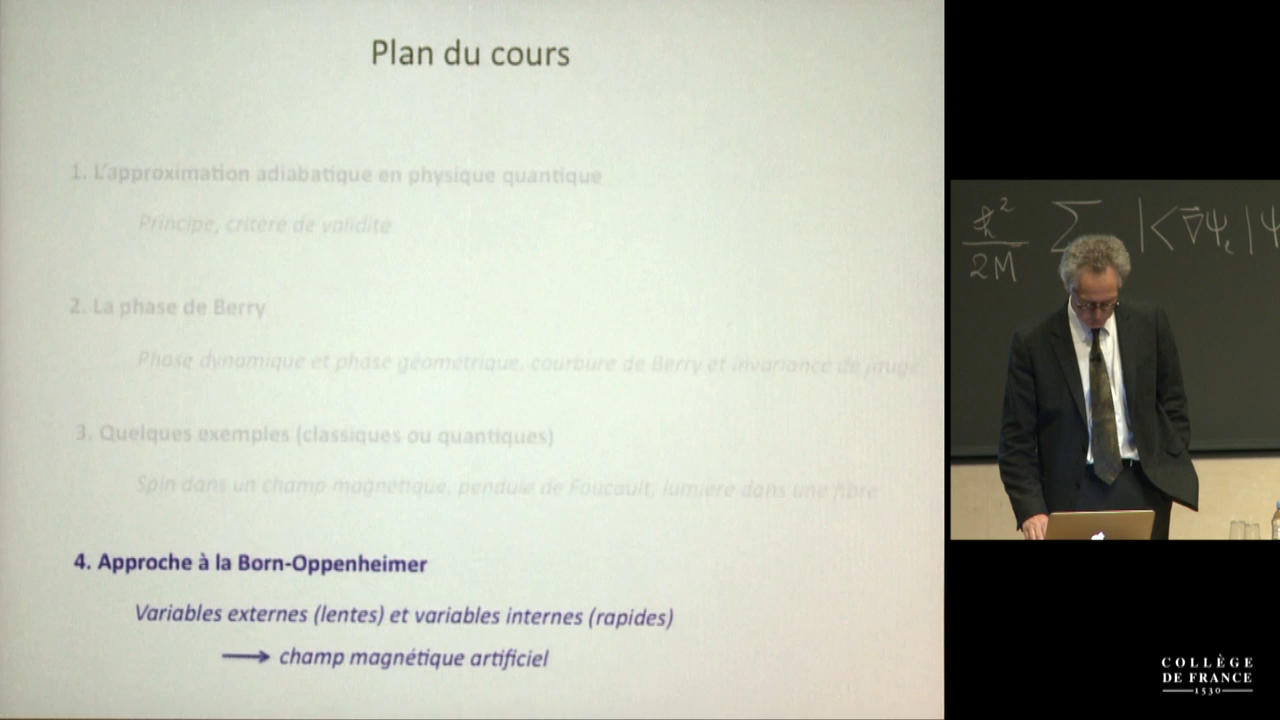 Plan du cours
1. L'approximation adiabatique en physique quantique
Principe, critère de validité
2. La phase de Berry
Phase dynamique et phase géométrique, courbure de Berry et invariance de jauge
3. Quelques exemples (classiques ou quantiques)
Spin dans un champ magnétique, pendule de Foucault, lumière dans une fibre
4. Approche à la Born-Oppenheimer
Variables externes (lentes) et variables internes (rapides)
⟶ champ magnétique artificiel
ℏ² / 2M Σ |<∇⃗ψ_ℓ|ψ
COLLÈGE
DE FRANCE
1530